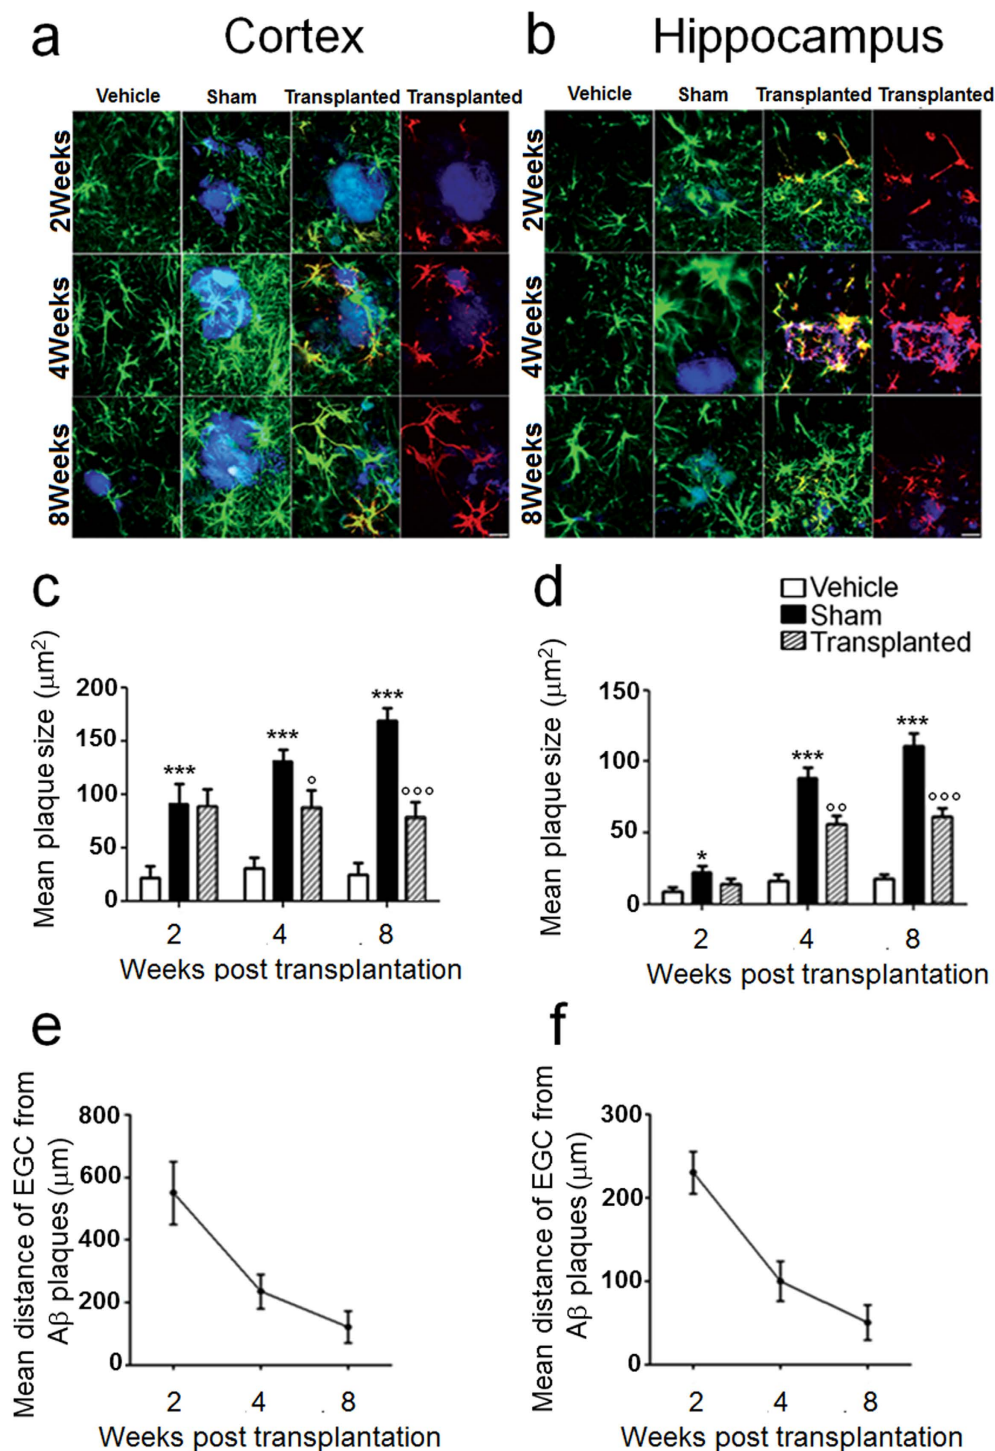 a Cortex
Vehicle Sham Transplanted Transplanted
2Weeks
4Weeks
8Weeks
b Hippocampus
Vehicle Sham Transplanted Transplanted
2Weeks
4Weeks
8Weeks
c
Mean plaque size (μm²)
200
150
100
50
0
***
***
°
***
°°°
2 4 8
Weeks post transplantation
d
Vehicle
Sham
Transplanted
Mean plaque size (μm²)
150
100
50
0
*
***
°°
***
°°°
2 4 8
Weeks post transplantation
e
Mean distance of EGC from
Aβ plaques (μm)
800
600
400
200
0
2 4 8
Weeks post transplantation
f
Mean distance of EGC from
Aβ plaques (μm)
300
200
100
0
2 4 8
Weeks post transplantation